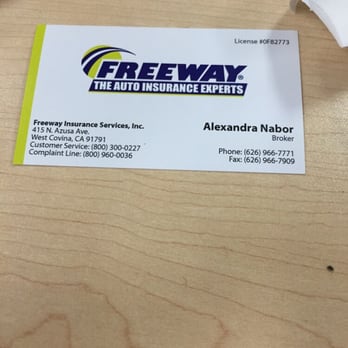 License #0F82773
FREEWAY®
THE AUTO INSURANCE EXPERTS
Freeway Insurance Services, Inc.
415 N. Azusa Ave.
West Covina, CA 91791
Customer Service: (800) 300-0227
Complaint Line: (800) 960-0036
Alexandra Nabor
Broker
Phone: (626) 966-7771
Fax: (626) 966-7909